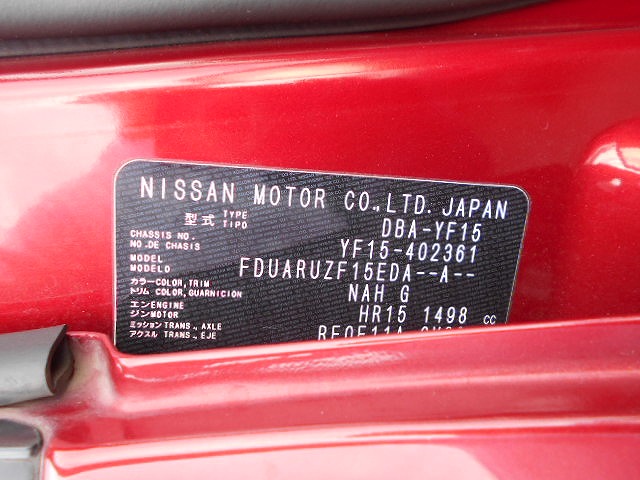 NISSAN MOTOR CO.,LTD. JAPAN
型式 TYPE TIPO DBA-YF15
CHASSIS NO. NO.DE CHASIS YF15-402361
MODEL MODELO FDUARUZF15EDA--A--
カラー COLOR,TRIM トリム COLOR,GUARNICION NAH G
エンジン ENGINE MOTOR HR15 1498 CC
ミッション TRANS., AXLE
アクスル TRANS., EJE